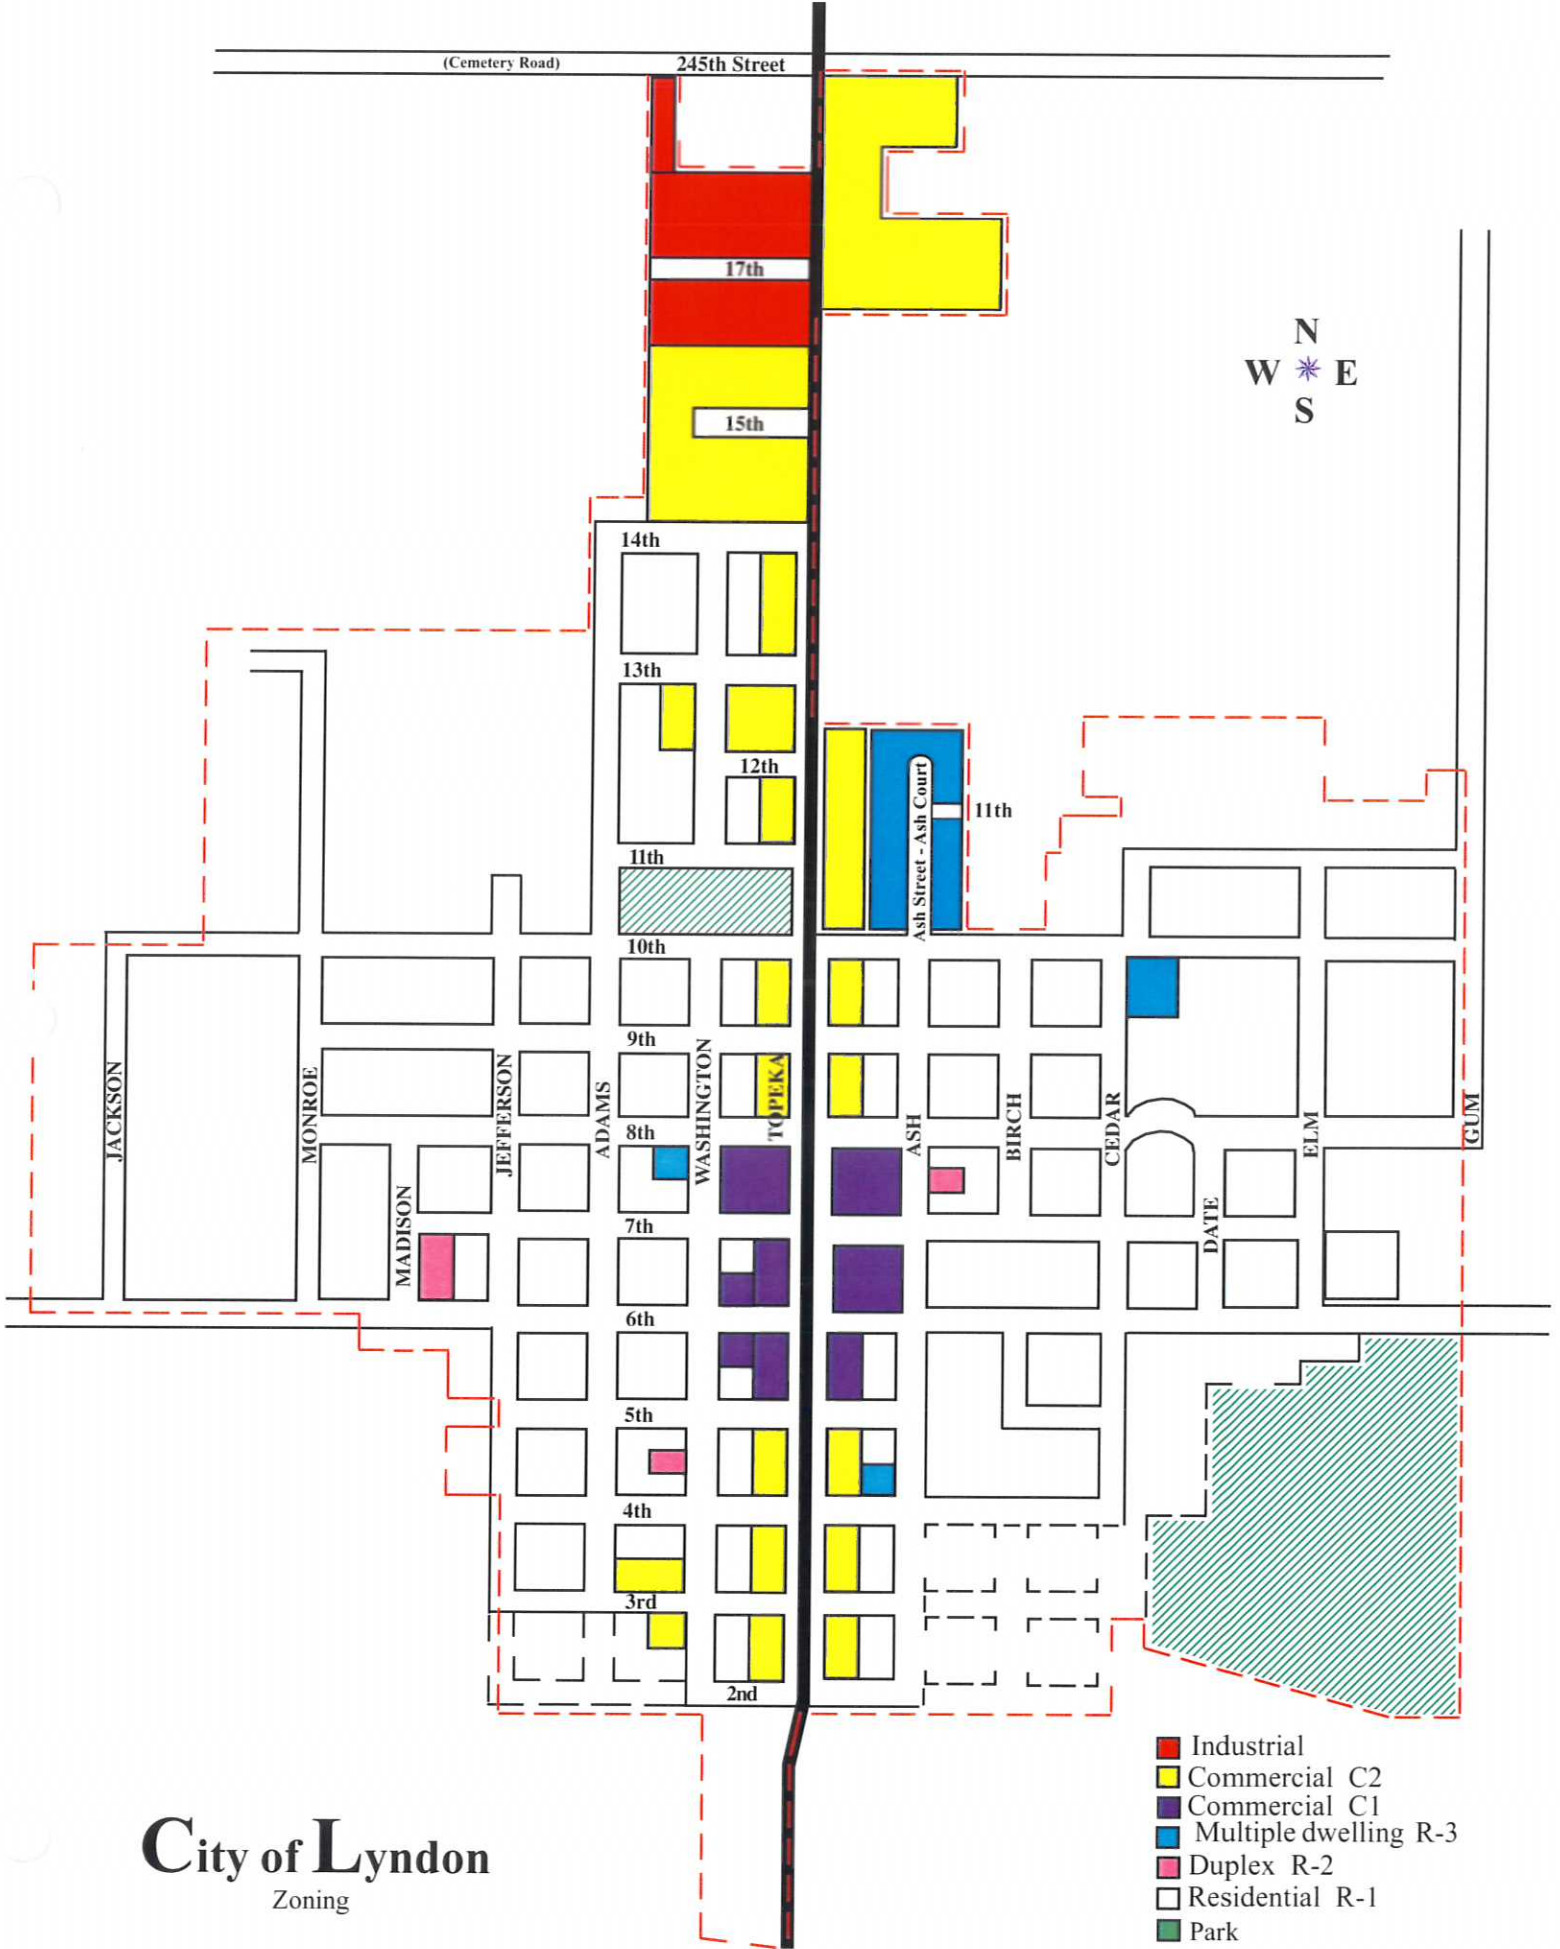 (Cemetery Road)
245th Street
17th
N
W E
S
15th
14th
13th
12th
11th
Ash Street - Ash Court
11th
10th
9th
JACKSON
MONROE
JEFFERSON
ADAMS
WASHINGTON
TOPEKA
ASH
BIRCH
CEDAR
ELM
GUM
8th
MADISON
7th
DATE
6th
5th
4th
3rd
2nd
Industrial
Commercial C2
Commercial C1
Multiple dwelling R-3
Duplex R-2
Residential R-1
Park
City of Lyndon
Zoning